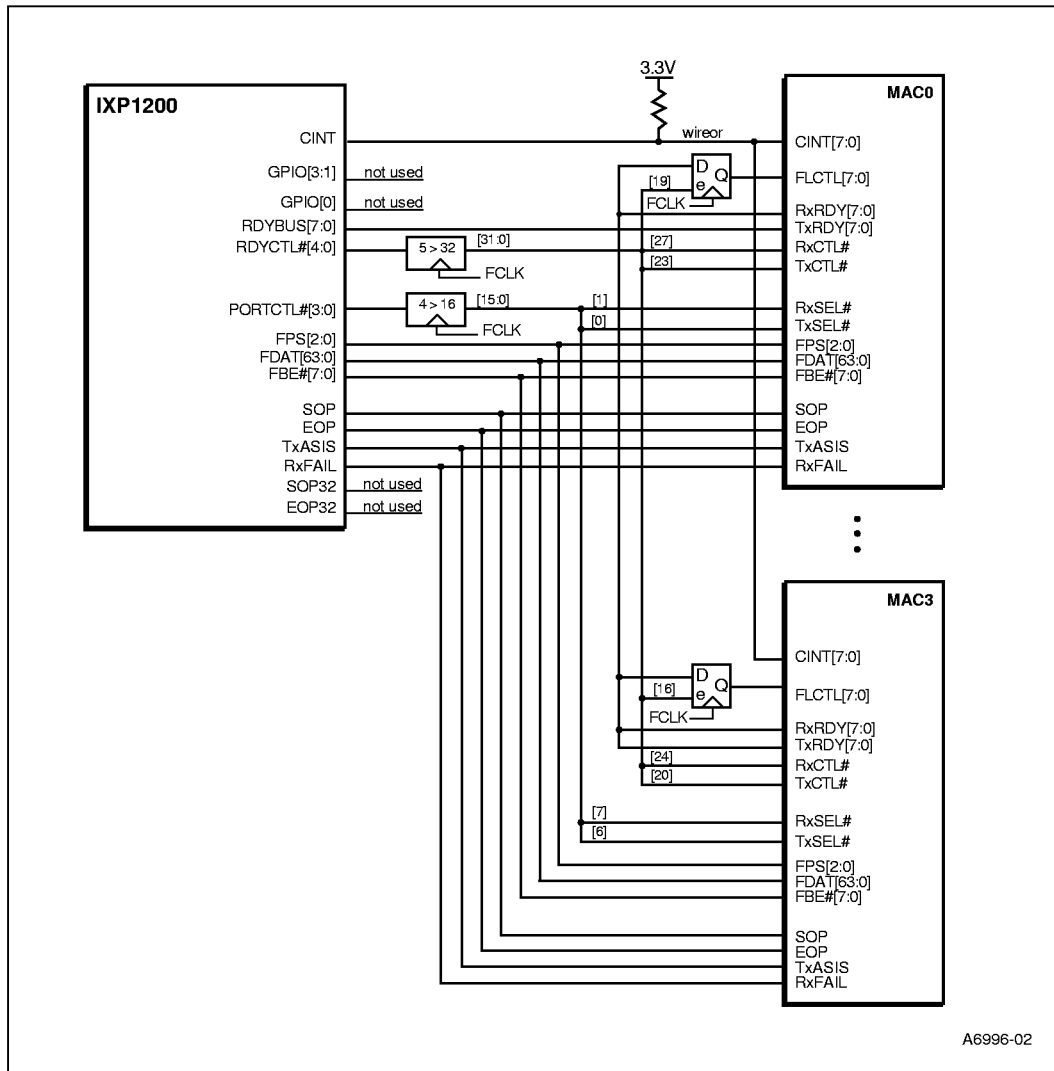 3.3V
IXP1200
MAC0
CINT
wireor
CINT[7:0]
GPIO[3:1]
not used
D
Q
e
[19]
FCLK
FLCTL[7:0]
GPIO[0]
not used
RDYBUS[7:0]
RxRDY[7:0]
TxRDY[7:0]
RDYCTL#[4:0]
5 > 32
[31:0]
FCLK
[27]
RxCTL#
[23]
TxCTL#
PORTCTL#[3:0]
4 > 16
[15:0]
FCLK
[1]
RxSEL#
[0]
TxSEL#
FPS[2:0]
FPS[2:0]
FDAT[63:0]
FDAT[63:0]
FBE#[7:0]
FBE#[7:0]
SOP
SOP
EOP
EOP
TxASIS
TxASIS
RxFAIL
RxFAIL
SOP32
not used
EOP32
not used
MAC3
CINT[7:0]
D
Q
e
[16]
FCLK
FLCTL[7:0]
RxRDY[7:0]
TxRDY[7:0]
[24]
RxCTL#
[20]
TxCTL#
[7]
RxSEL#
[6]
TxSEL#
FPS[2:0]
FDAT[63:0]
FBE#[7:0]
SOP
EOP
TxASIS
RxFAIL
A6996-02